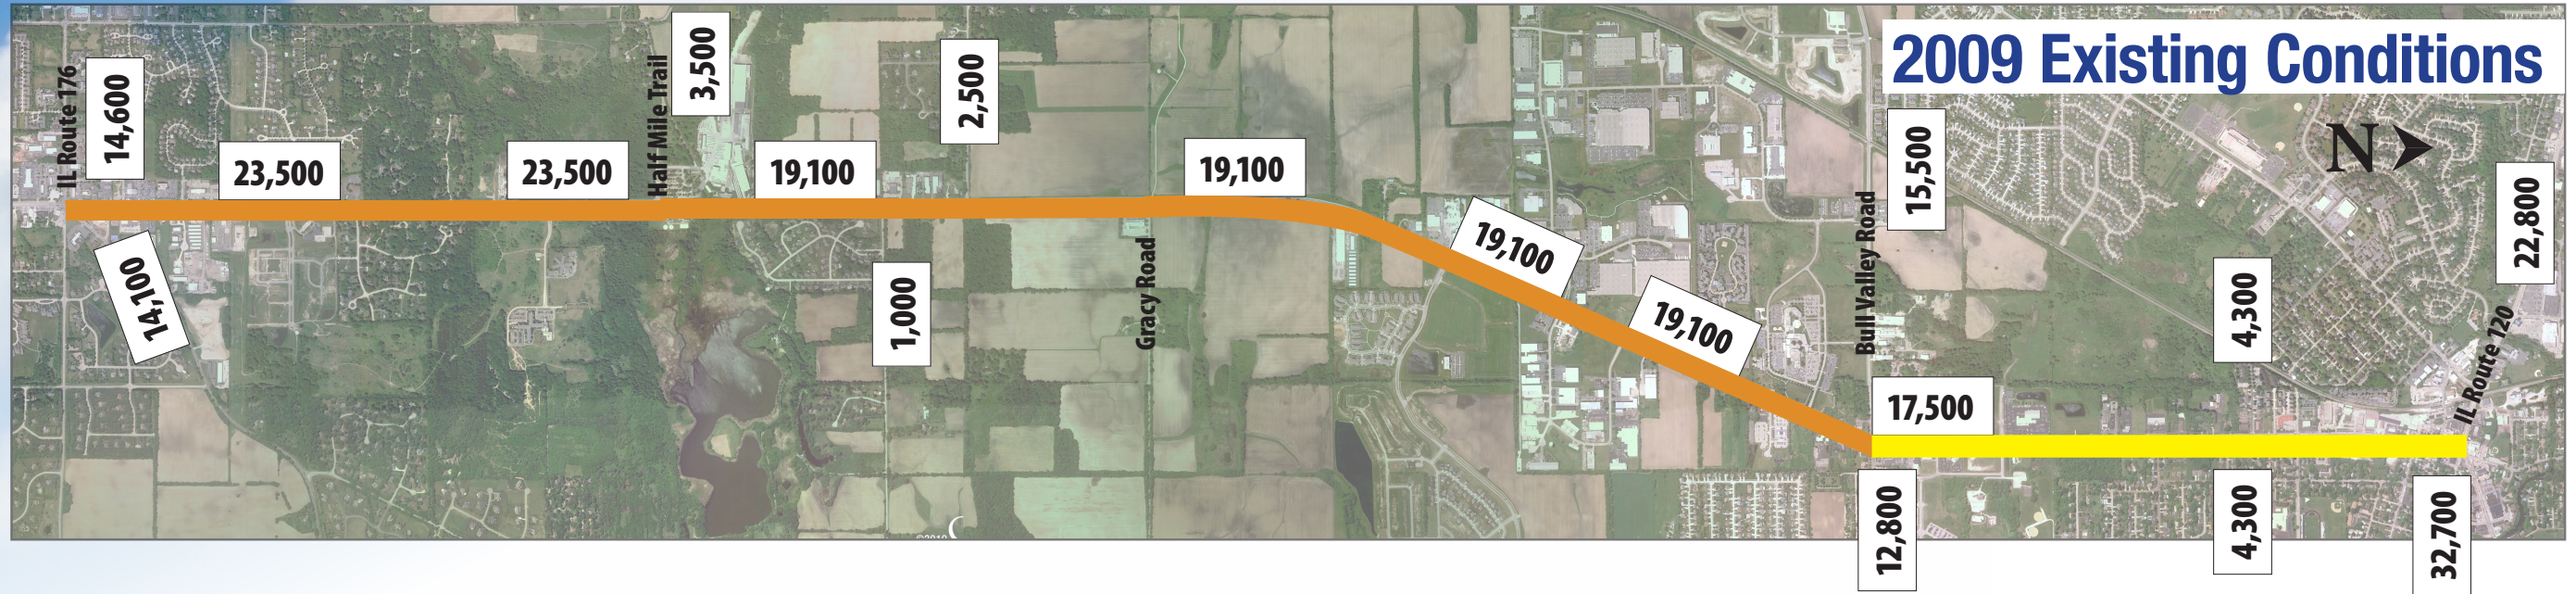 2009 Existing Conditions
N
IL Route 176
14,600
14,100
23,500
23,500
Half Mile Trail
3,500
19,100
1,000
2,500
Gracy Road
19,100
19,100
19,100
Bull Valley Road
15,500
17,500
12,800
4,300
4,300
IL Route 120
22,800
32,700